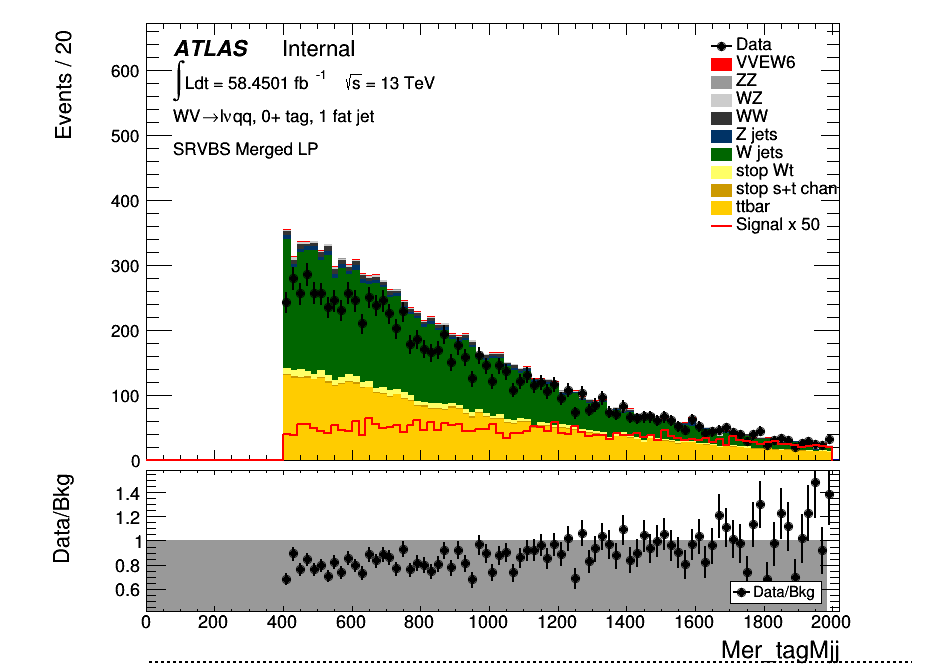 ATLAS Internal
∫Ldt = 58.4501 fb⁻¹ √s = 13 TeV
WV→lνqq, 0+ tag, 1 fat jet
SRVBS Merged LP
Data
VVEW6
ZZ
WZ
WW
Z jets
W jets
stop Wt
stop s+t chan
ttbar
Signal x 50
Events / 20
600
500
400
300
200
100
0
Data/Bkg
1.4
1.2
1
0.8
0.6
Data/Bkg
0 200 400 600 800 1000 1200 1400 1600 1800 2000
Mer_tagMjj